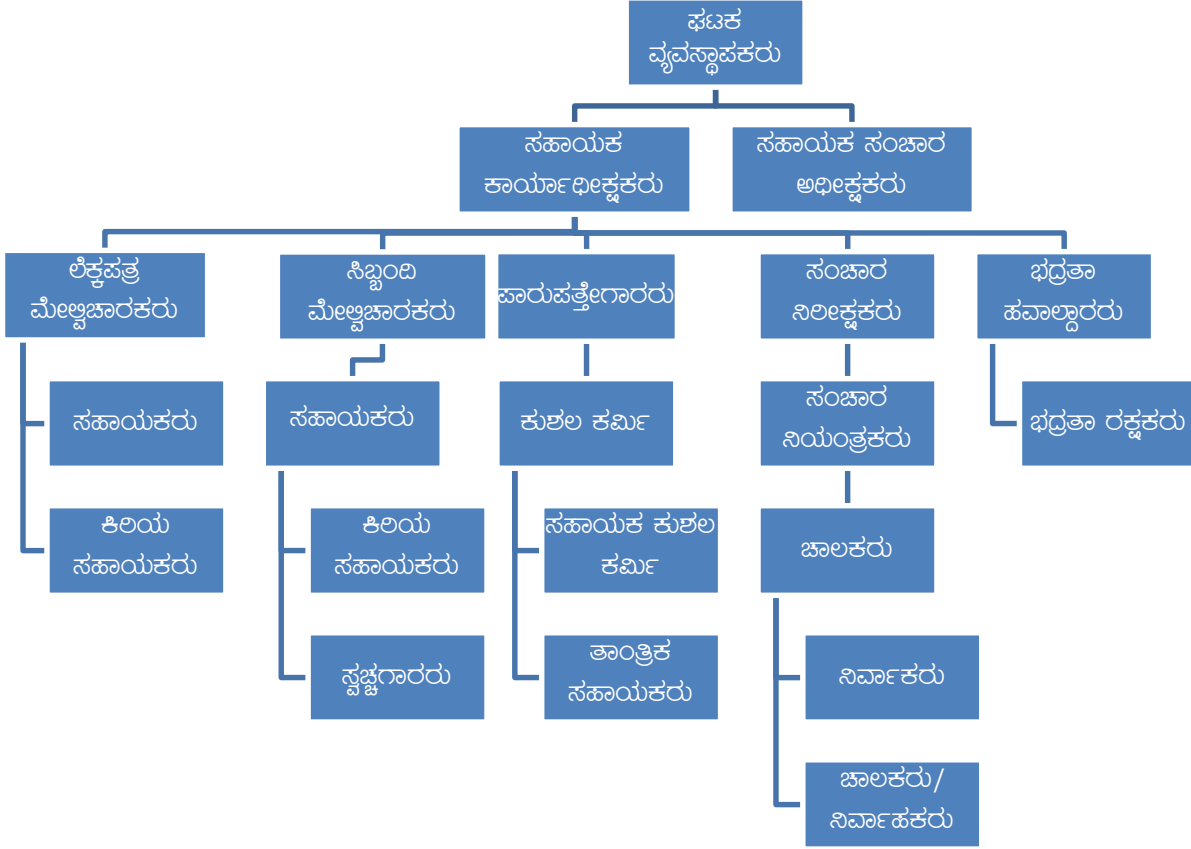 ಘಟಕ
ವ್ಯವಸ್ಥಾಪಕರು
ಸಹಾಯಕ
ಕಾರ್ಯಾಧೀಕ್ಷಕರು
ಸಹಾಯಕ ಸಂಚಾರ
ಅಧೀಕ್ಷಕರು
ಲೆಕ್ಕಪತ್ರ
ಮೇಲ್ವಿಚಾರಕರು
ಸಿಬ್ಬಂದಿ
ಮೇಲ್ವಿಚಾರಕರು
ಪಾರುಪತ್ತೇಗಾರರು
ಸಂಚಾರ
ನಿರೀಕ್ಷಕರು
ಭದ್ರತಾ
ಹವಾಲ್ದಾರರು
ಸಹಾಯಕರು
ಸಹಾಯಕರು
ಕುಶಲ ಕರ್ಮಿ
ಸಂಚಾರ
ನಿಯಂತ್ರಕರು
ಭದ್ರತಾ ರಕ್ಷಕರು
ಕಿರಿಯ
ಸಹಾಯಕರು
ಕಿರಿಯ
ಸಹಾಯಕರು
ಸಹಾಯಕ ಕುಶಲ
ಕರ್ಮಿ
ಚಾಲಕರು
ಸ್ವಚ್ಚಗಾರರು
ತಾಂತ್ರಿಕ
ಸಹಾಯಕರು
ನಿರ್ವಾಕರು
ಚಾಲಕರು/
ನಿರ್ವಾಹಕರು